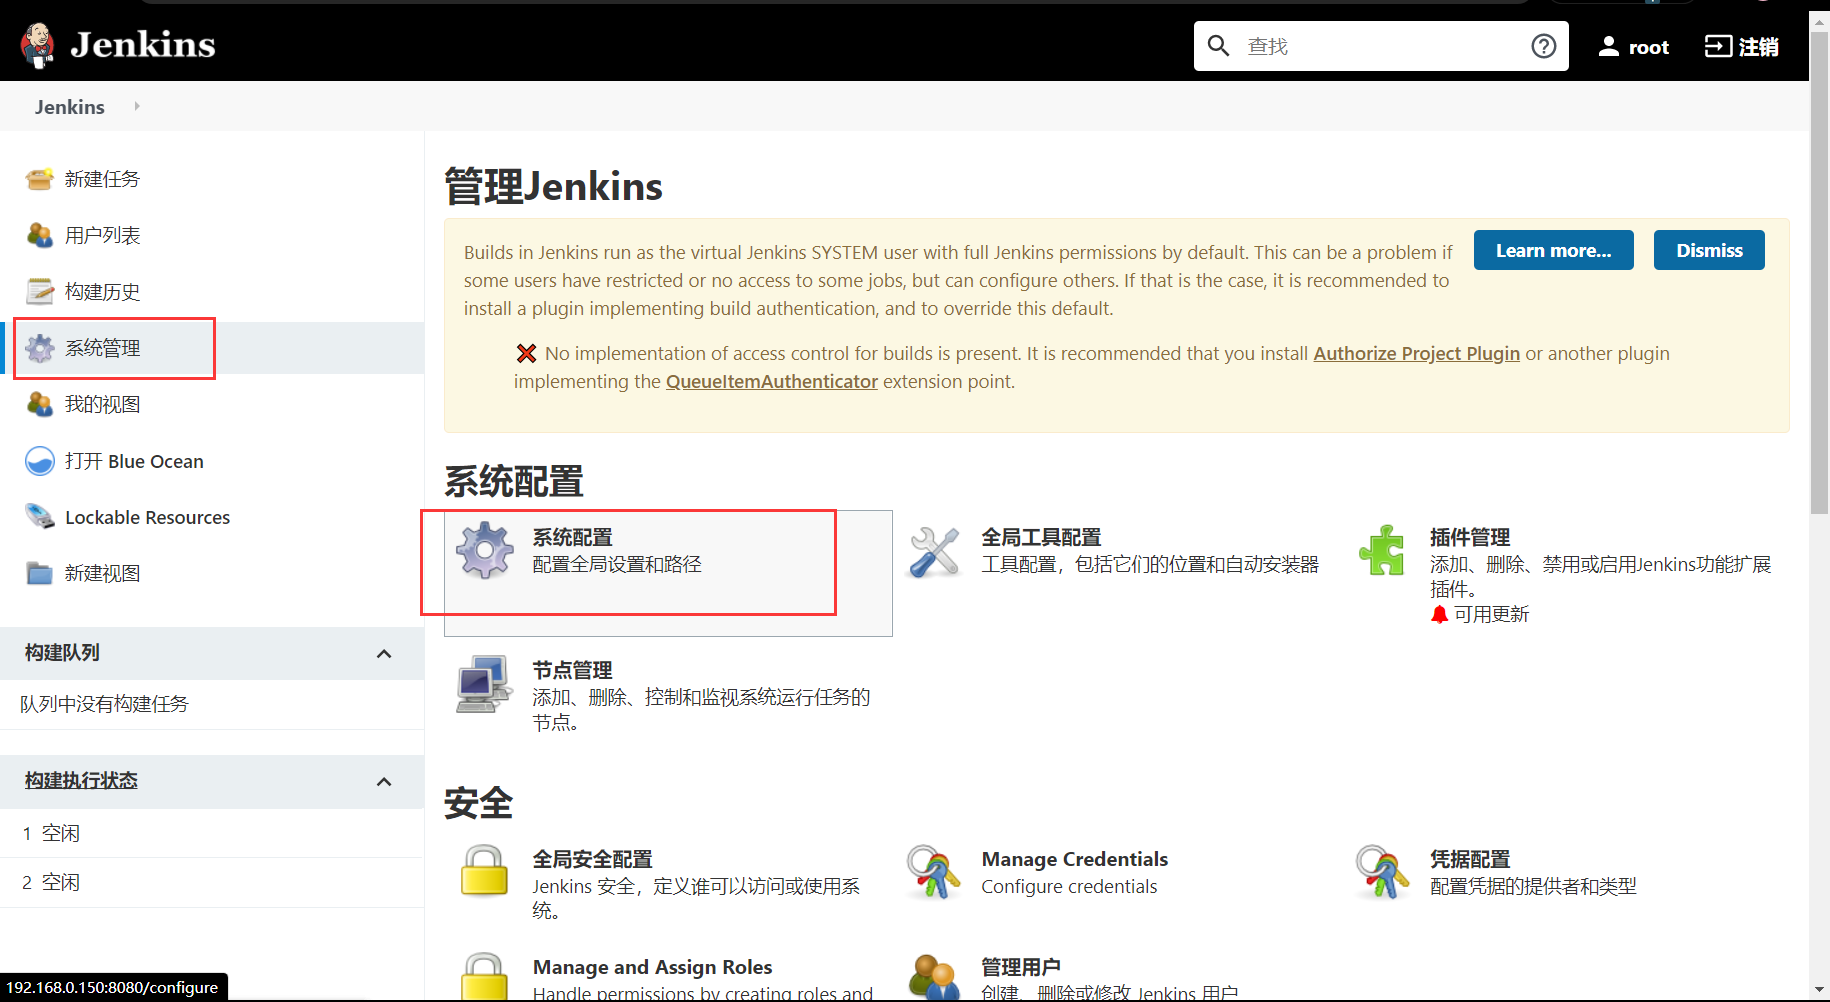 Jenkins
查找
root
注销
Jenkins
新建任务
用户列表
构建历史
系统管理
我的视图
打开 Blue Ocean
Lockable Resources
新建视图
构建队列
队列中没有构建任务
构建执行状态
1 空闲
2 空闲
管理Jenkins
Builds in Jenkins run as the virtual Jenkins SYSTEM user with full Jenkins permissions by default. This can be a problem if
some users have restricted or no access to some jobs, but can configure others. If that is the case, it is recommended to
install a plugin implementing build authentication, and to override this default.
Learn more...
Dismiss
No implementation of access control for builds is present. It is recommended that you install Authorize Project Plugin or another plugin
implementing the QueueItemAuthenticator extension point.
系统配置
系统配置
配置全局设置和路径
全局工具配置
工具配置，包括它们的位置和自动安装器
插件管理
添加、删除、禁用或启用Jenkins功能扩展
插件。
可用更新
节点管理
添加、删除、控制和监视系统运行任务的
节点。
安全
全局安全配置
Jenkins 安全，定义谁可以访问或使用系
统。
Manage Credentials
Configure credentials
凭据配置
配置凭据的提供者和类型
Manage and Assign Roles
Handle permissions by creating roles and
管理用户
创建、删除或修改 Jenkins 用户
192.168.0.150:8080/configure